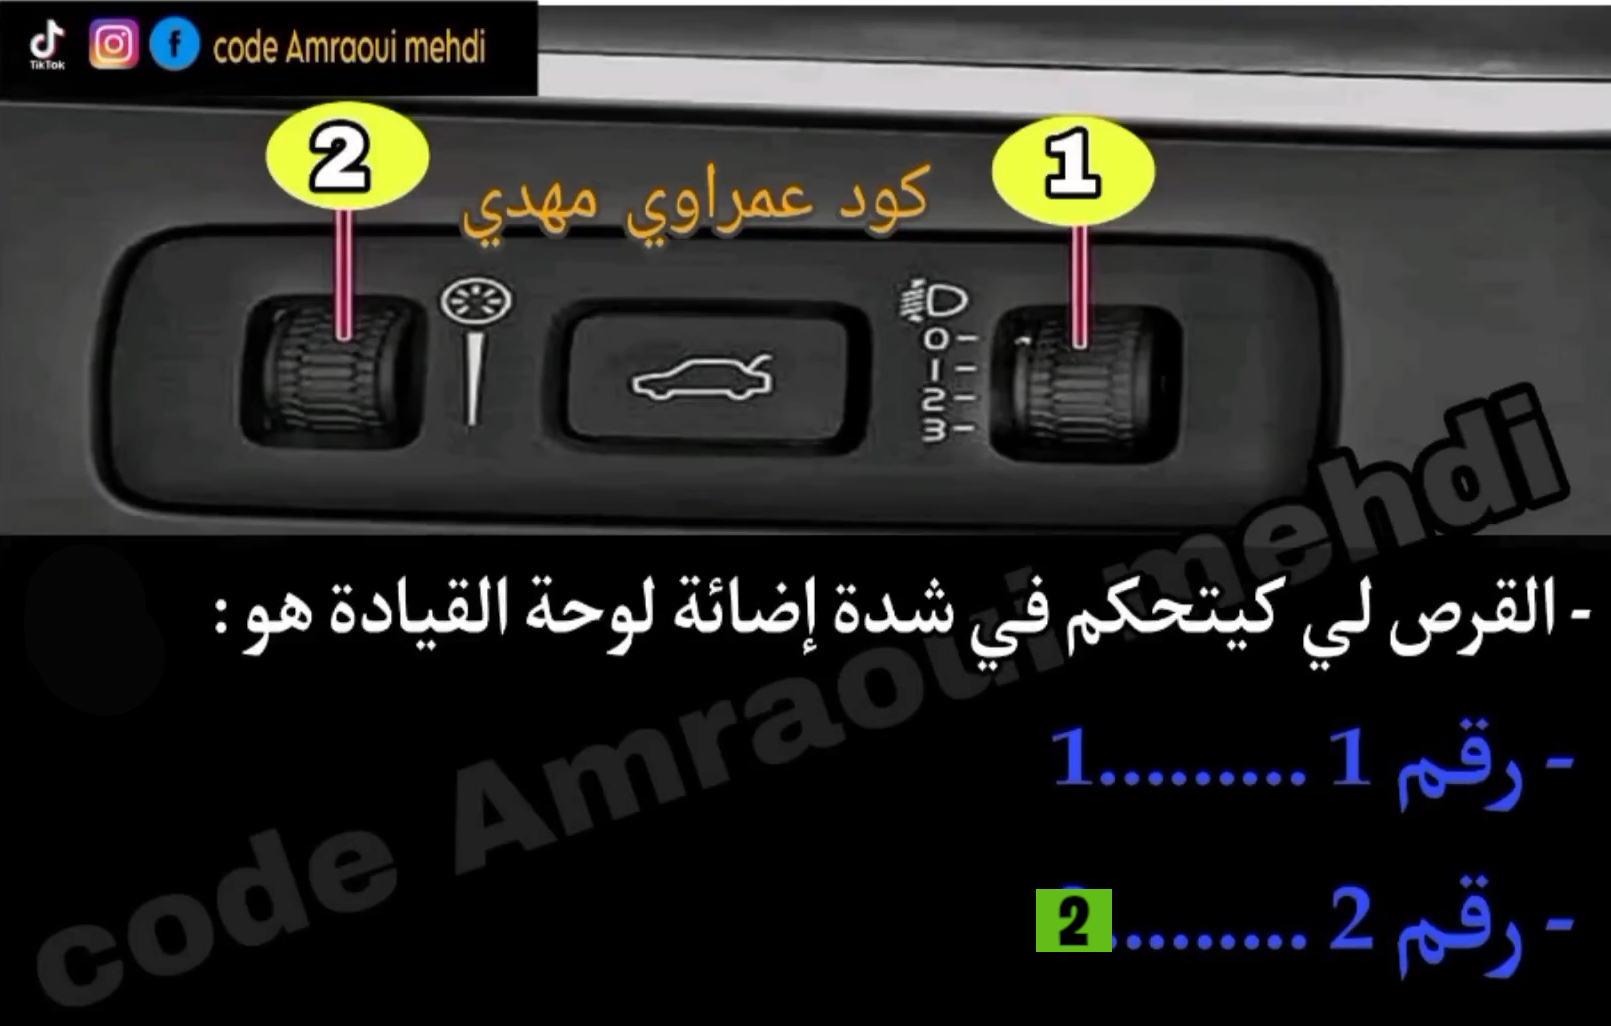 TikTok
code Amraoui mehdi
2
1
كود عمراوي مهدي
0
1
2
3
- القرص لي كيتحكم في شدة إضائة لوحة القيادة هو :
- رقم 1 .........1
- رقم 2 .........2
code Amraoui mehdi